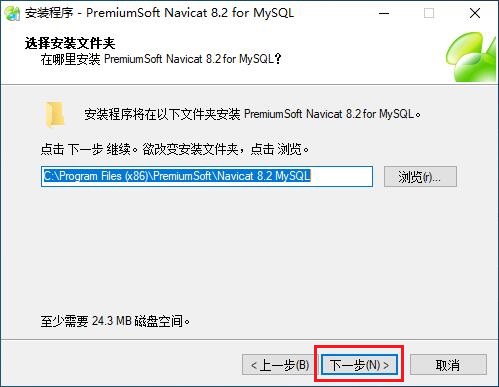 安装程序 - PremiumSoft Navicat 8.2 for MySQL
选择安装文件夹
在哪里安装 PremiumSoft Navicat 8.2 for MySQL?
安装程序将在以下文件夹安装 PremiumSoft Navicat 8.2 for MySQL。
点击 下一步 继续。欲改变安装文件夹，点击 浏览。
C:\Program Files (x86)\PremiumSoft\Navicat 8.2 MySQL
浏览(r)...
至少需要 24.3 MB 磁盘空间。
< 上一步(B)
下一步(N) >
取消